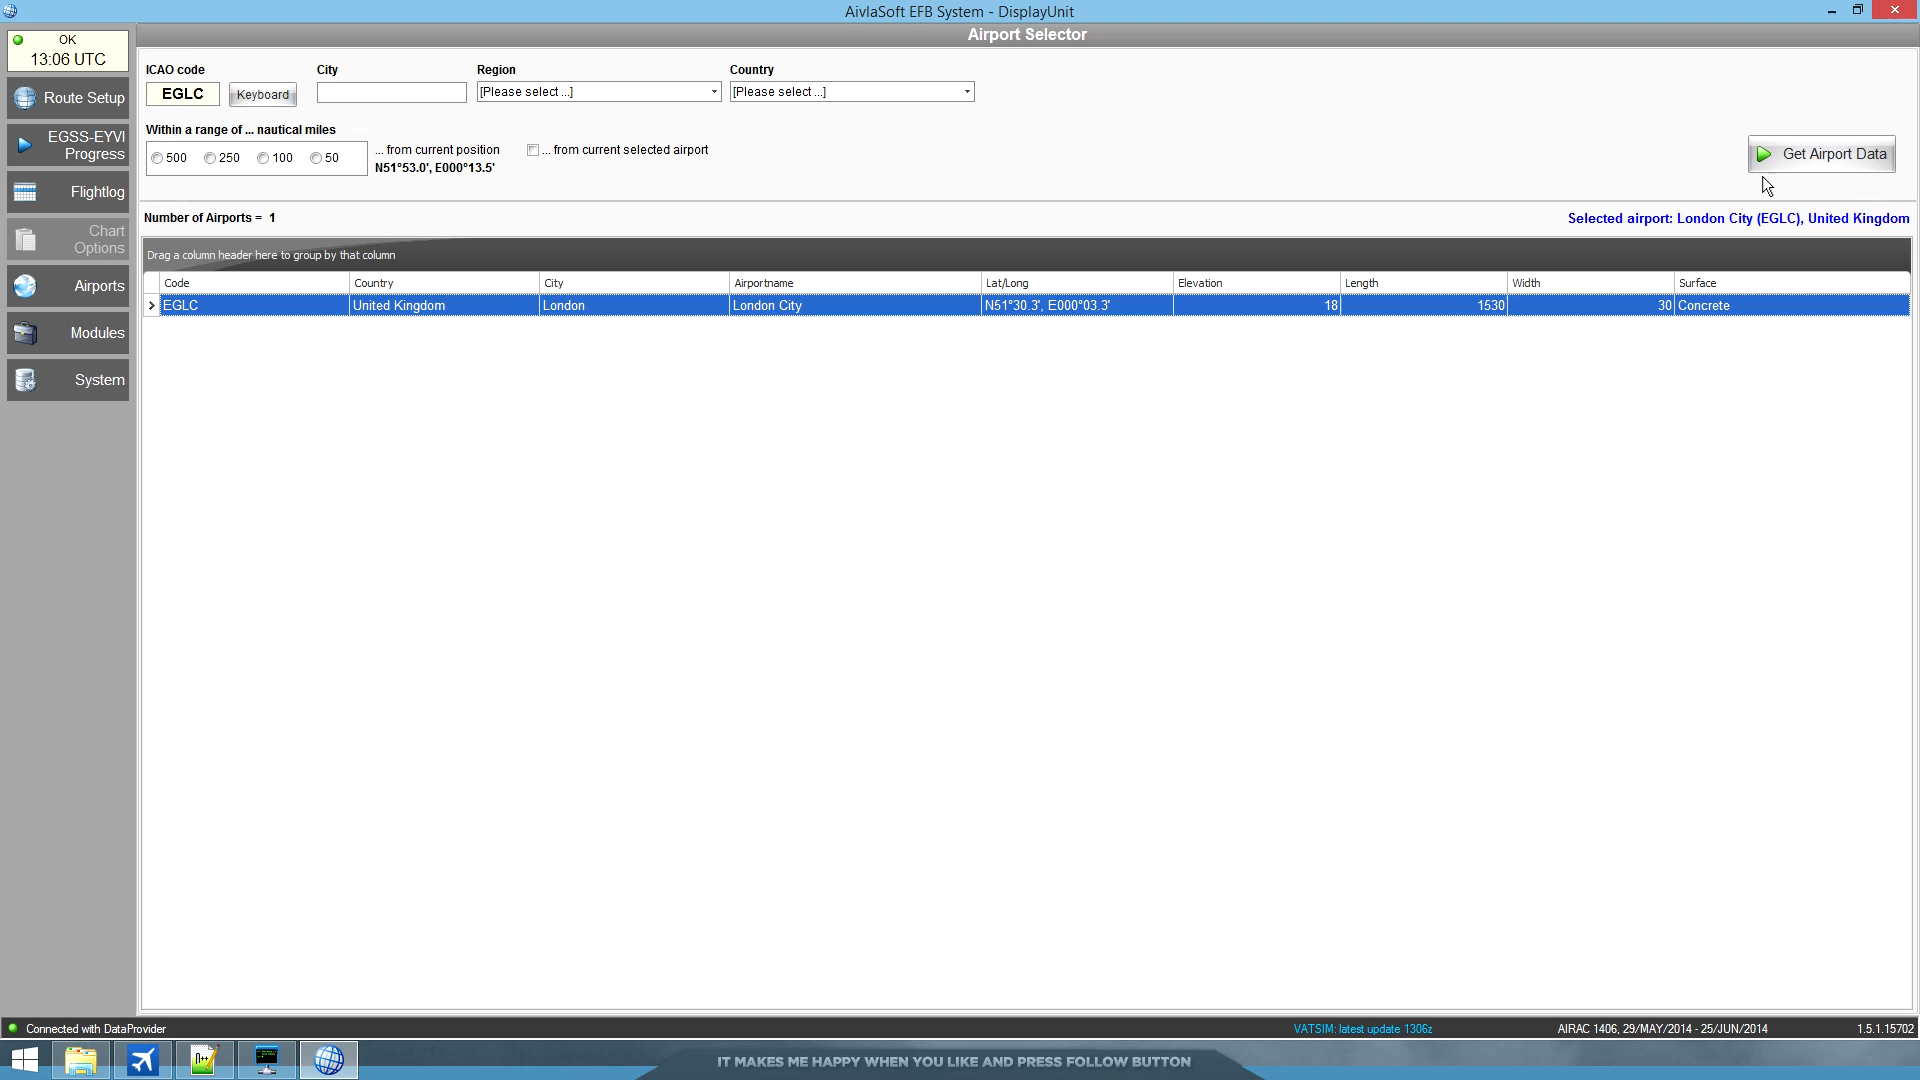 AivlaSoft EFB System - DisplayUnit
OK
13:06 UTC
Route Setup
EGSS-EYVI
Progress
Flightlog
Chart
Options
Airports
Modules
System
Airport Selector
ICAO code City Region Country
EGLC Keyboard [Please select ...] [Please select ...]
Within a range of ... nautical miles
500 250 100 50 ... from current position ... from current selected airport
N51°53.0', E000°13.5'
Get Airport Data
Number of Airports = 1 Selected airport: London City (EGLC), United Kingdom
Drag a column header here to group by that column
Code Country City Airportname Lat/Long Elevation Length Width Surface
EGLC United Kingdom London London City N51°30.3', E000°03.3' 18 1530 30 Concrete
Connected with DataProvider VATSIM: latest update 1306z AIRAC 1406, 29/MAY/2014 - 25/JUN/2014 1.5.1.15702
n++
IT MAKES ME HAPPY WHEN YOU LIKE AND PRESS FOLLOW BUTTON